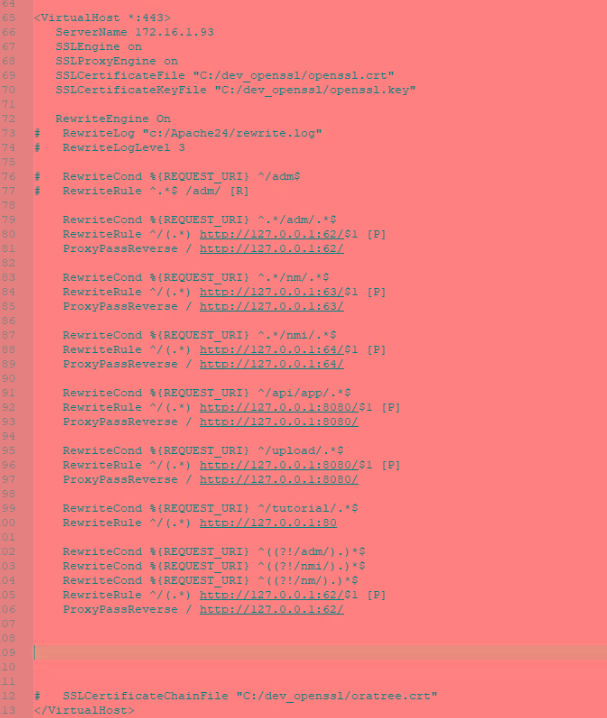 64
65 <VirtualHost *:443>
66 ServerName 172.16.1.93
67 SSLEngine on
68 SSLProxyEngine on
69 SSLCertificateFile "C:/dev_openssl/openssl.crt"
70 SSLCertificateKeyFile "C:/dev_openssl/openssl.key"
71
72 RewriteEngine On
73 # RewriteLog "c:/Apache24/rewrite.log"
74 # RewriteLogLevel 3
75
76 # RewriteCond %{REQUEST_URI} ^/adm$
77 # RewriteRule ^.*$ /adm/ [R]
78
79 RewriteCond %{REQUEST_URI} ^.*/adm/.*$
80 RewriteRule ^/(.*) http://127.0.0.1:62/$1 [P]
81 ProxyPassReverse / http://127.0.0.1:62/
82
83 RewriteCond %{REQUEST_URI} ^.*/nm/.*$
84 RewriteRule ^/(.*) http://127.0.0.1:63/$1 [P]
85 ProxyPassReverse / http://127.0.0.1:63/
86
87 RewriteCond %{REQUEST_URI} ^.*/nmi/.*$
88 RewriteRule ^/(.*) http://127.0.0.1:64/$1 [P]
89 ProxyPassReverse / http://127.0.0.1:64/
90
91 RewriteCond %{REQUEST_URI} ^/api/app/.*$
92 RewriteRule ^/(.*) http://127.0.0.1:8080/$1 [P]
93 ProxyPassReverse / http://127.0.0.1:8080/
94
95 RewriteCond %{REQUEST_URI} ^/upload/.*$
96 RewriteRule ^/(.*) http://127.0.0.1:8080/$1 [P]
97 ProxyPassReverse / http://127.0.0.1:8080/
98
99 RewriteCond %{REQUEST_URI} ^/tutorial/.*$
00 RewriteRule ^/(.*) http://127.0.0.1:80
01
02 RewriteCond %{REQUEST_URI} ^((?!/adm/).)*$
03 RewriteCond %{REQUEST_URI} ^((?!/nmi/).)*$
04 RewriteCond %{REQUEST_URI} ^((?!/nm/).)*$
05 RewriteRule ^/(.*) http://127.0.0.1:62/$1 [P]
06 ProxyPassReverse / http://127.0.0.1:62/
07
08
09
10
11
12 # SSLCertificateChainFile "C:/dev_openssl/oratree.crt"
13 </VirtualHost>